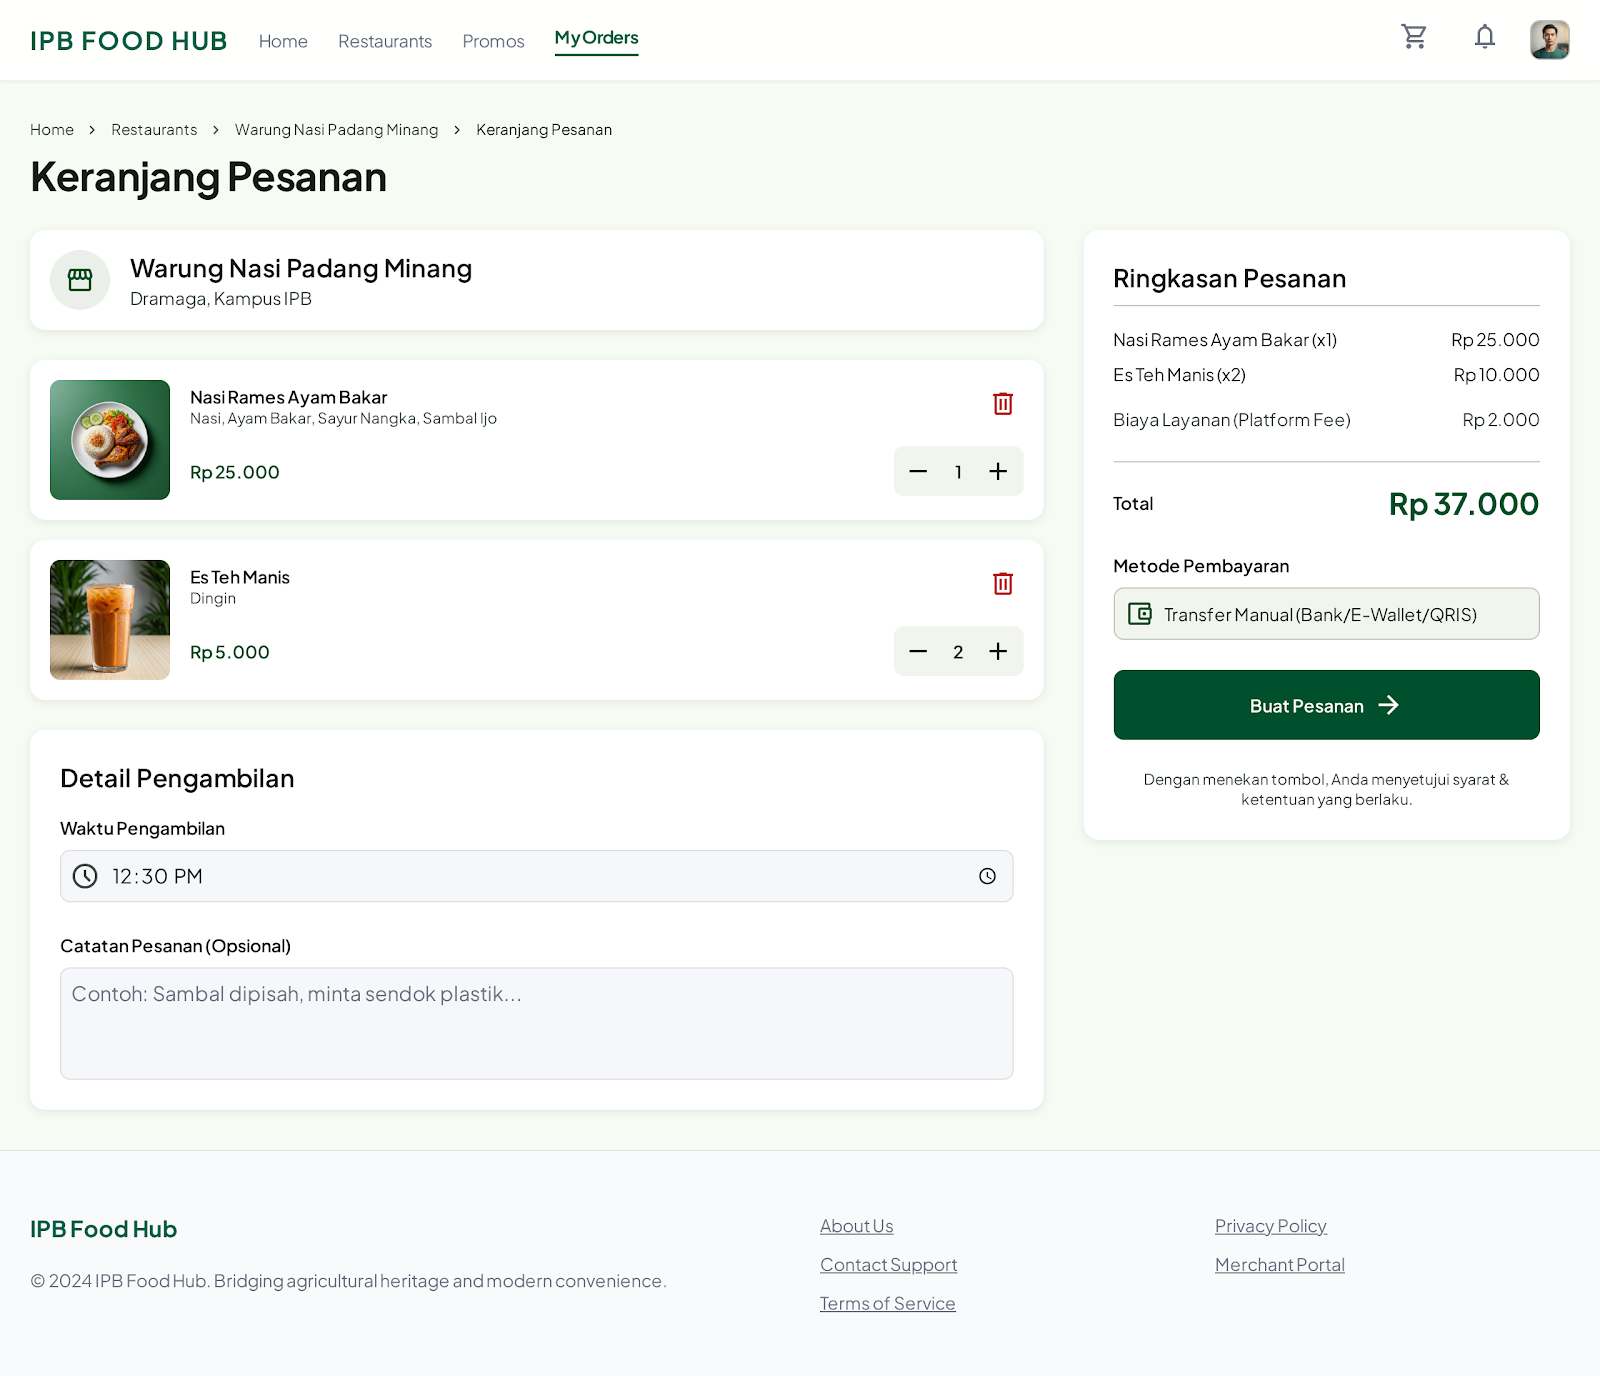 IPB FOOD HUB
Home
Restaurants
Promos
My Orders
Home > Restaurants > Warung Nasi Padang Minang > Keranjang Pesanan
Keranjang Pesanan
Warung Nasi Padang Minang
Dramaga, Kampus IPB
Nasi Rames Ayam Bakar
Nasi, Ayam Bakar, Sayur Nangka, Sambal Ijo
Rp 25.000
1
Es Teh Manis
Dingin
Rp 5.000
2
Detail Pengambilan
Waktu Pengambilan
12:30 PM
Catatan Pesanan (Opsional)
Contoh: Sambal dipisah, minta sendok plastik...
Ringkasan Pesanan
Nasi Rames Ayam Bakar (x1) Rp 25.000
Es Teh Manis (x2) Rp 10.000
Biaya Layanan (Platform Fee) Rp 2.000
Total Rp 37.000
Metode Pembayaran
Transfer Manual (Bank/E-Wallet/QRIS)
Buat Pesanan
Dengan menekan tombol, Anda menyetujui syarat &
ketentuan yang berlaku.
IPB Food Hub
© 2024 IPB Food Hub. Bridging agricultural heritage and modern convenience.
About Us
Contact Support
Terms of Service
Privacy Policy
Merchant Portal